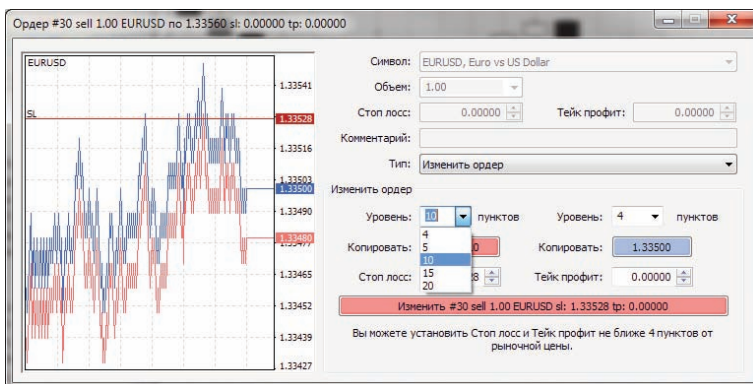 Ордер #30 sell 1.00 EURUSD по 1.33560 sl: 0.00000 tp: 0.00000
EURUSD
SL
1.33541
1.33528
1.33516
1.33503
1.33500
1.33490
1.33480
1.33465
1.33452
1.33439
1.33427
Символ: EURUSD, Euro vs US Dollar
Объем: 1.00
Стоп лосс: 0.00000 Тейк профит: 0.00000
Комментарий:
Тип: Изменить ордер
Изменить ордер
Уровень: 10 пунктов Уровень: 4 пунктов
4
5
10
15
20
Копировать: 0 Копировать: 1.33500
Стоп лосс: 28 Тейк профит: 0.00000
Изменить #30 sell 1.00 EURUSD sl: 1.33528 tp: 0.00000
Вы можете установить Стоп лосс и Тейк профит не ближе 4 пунктов от
рыночной цены.